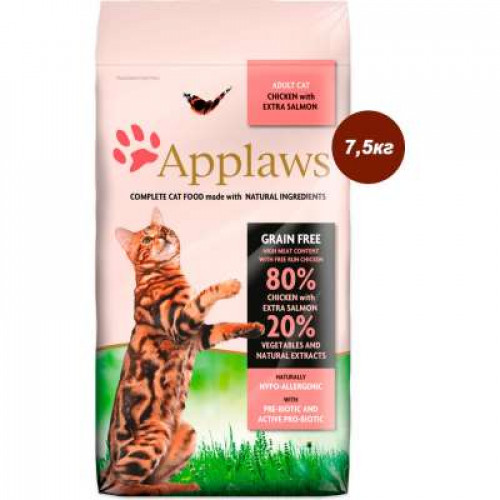 ADULT CAT
CHICKEN with
EXTRA SALMON
7,5кг
Applaws
COMPLETE CAT FOOD made with NATURAL INGREDIENTS
GRAIN FREE
HIGH MEAT CONTENT
WITH FREE RUN CHICKEN
80%
CHICKEN with
EXTRA SALMON
20%
VEGETABLES AND
NATURAL EXTRACTS
NATURALLY
HYPO-ALLERGENIC
WITH
PRE-BIOTIC AND
ACTIVE PRO-BIOTIC